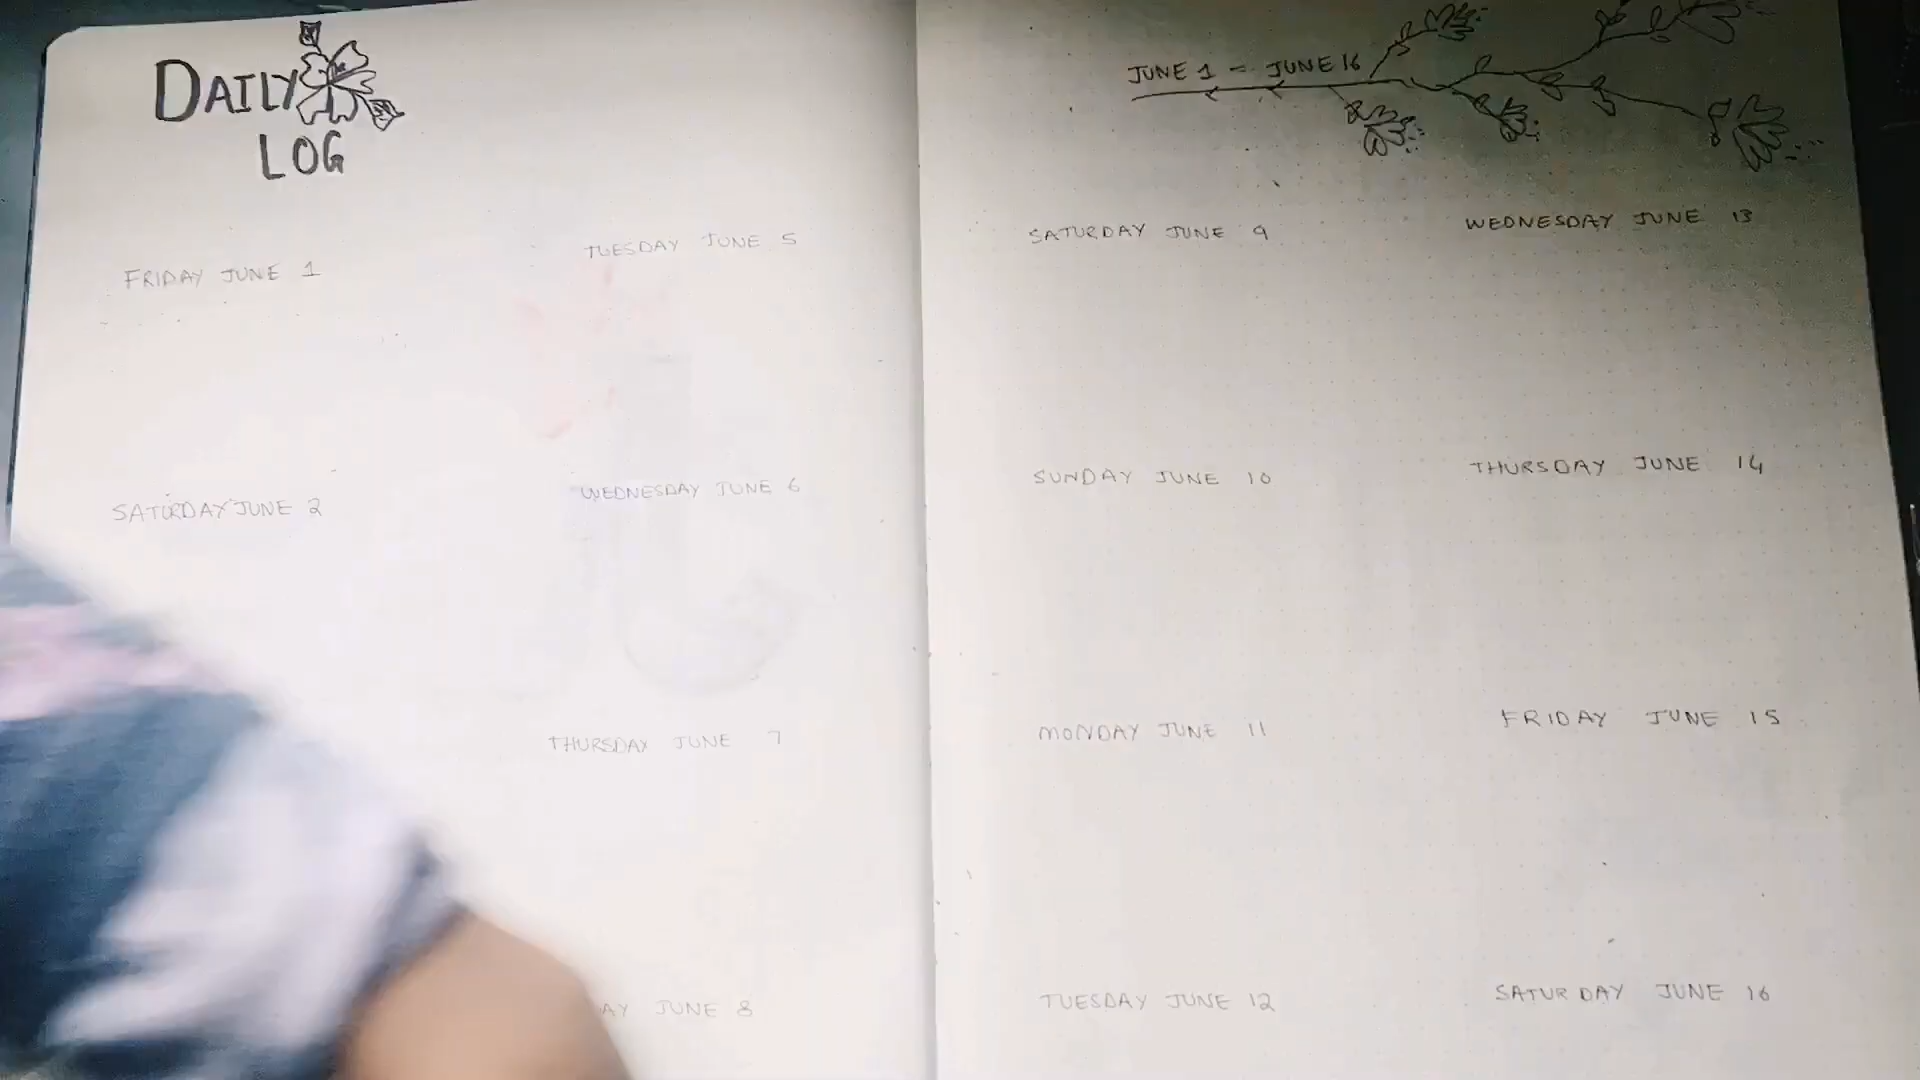 DAILY
LOG
FRIDAY JUNE 1
SATURDAY JUNE 2
TUESDAY JUNE 5
WEDNESDAY JUNE 6
THURSDAY JUNE 7
JUNE 8
JUNE 1 - JUNE 16
SATURDAY JUNE 9
SUNDAY JUNE 10
MONDAY JUNE 11
TUESDAY JUNE 12
WEDNESDAY JUNE 13
THURSDAY JUNE 14
FRIDAY JUNE 15
SATURDAY JUNE 16